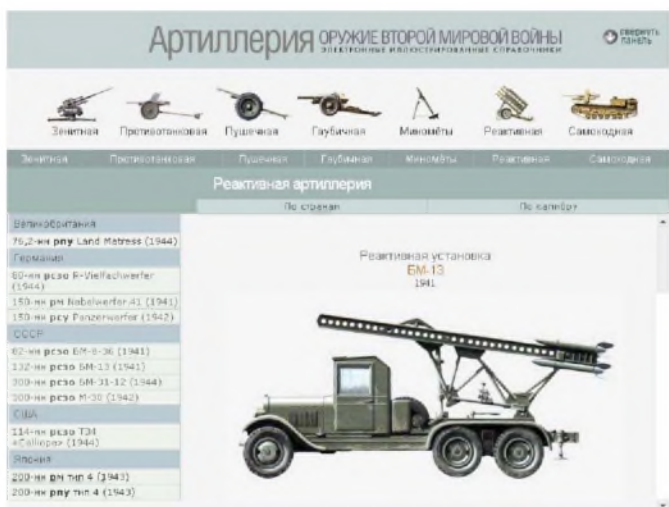 Артиллерия ОРУЖИЕ ВТОРОЙ МИРОВОЙ ВОЙНЫ
ЭЛЕКТРОННЫЕ ИЛЛЮСТРИРОВАННЫЕ СПРАВОЧНИКИ
свернуть
панель
Зенитная Противотанковая Пушечная Гаубичная Миномёты Реактивная Самоходная
Зенитная Противотанковая Пушечная Гаубичная Миномёты Реактивная Самоходная
Реактивная артиллерия
По странам По калибру
Великобритания
76,2-мм рпу Land Matress (1944)
Германия
80-мм рсзо R-Vielfachwerfer
(1944)
150-мм рм Nebelwerfer 41 (1941)
150-мм рсу Panzerwerfer (1942)
СССР
82-мм рсзо БМ-8-36 (1941)
132-мм рсзо БМ-13 (1941)
300-мм рсзо БМ-31-12 (1944)
300-мм рсзо М-30 (1942)
США
114-мм рсзо T34
«Calliope» (1944)
Япония
200-мм рм тип 4 (1943)
200-мм рпу тип 4 (1943)
Реактивная установка
БМ-13
1941